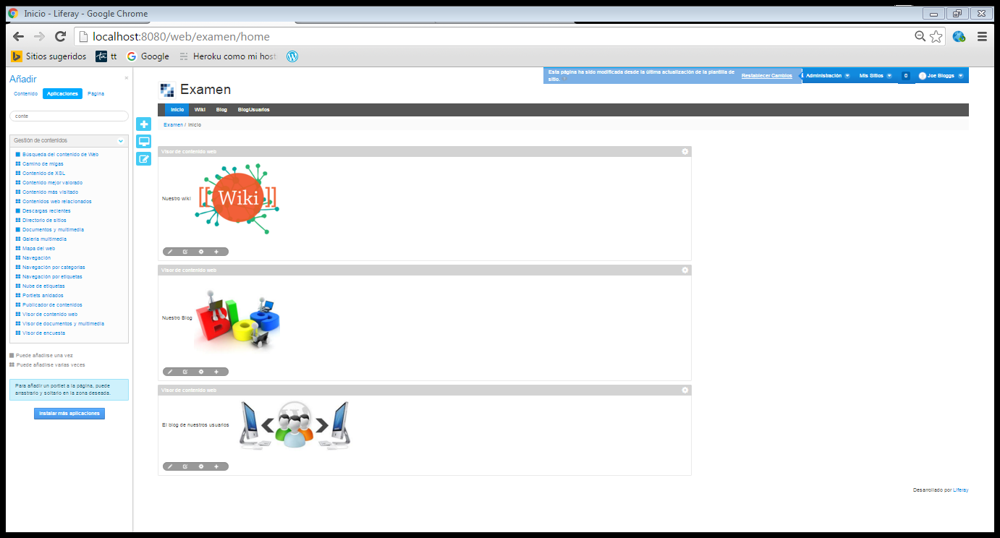 Inicio - Liferay - Google Chrome
localhost:8080/web/examen/home
Sitios sugeridos tt Google Heroku como mi host
Añadir ×
Contenido Aplicaciones Página
conte
Gestión de contenidos
Búsqueda del contenido de Web
Camino de migas
Contenido de XSL
Contenido mejor valorado
Contenido más visitado
Contenidos web relacionados
Descargas recientes
Directorio de sitios
Documentos y multimedia
Galería multimedia
Mapa del web
Navegación
Navegación por categorías
Navegación por etiquetas
Nube de etiquetas
Portlets anidados
Publicador de contenidos
Visor de contenido web
Visor de documentos y multimedia
Visor de encuesta
Puede añadirse una vez
Puede añadirse varias veces
Para añadir un portlet a la página, puede
arrastrarlo y soltarlo en la zona deseada.
Instalar más aplicaciones
Esta página ha sido modificada desde la última actualización de la plantilla de
sitio.
Restablecer Cambios
Administración Mis Sitios 0 Joe Bloggs
Examen
Inicio Wiki Blog BlogUsuarios
Examen / Inicio
Visor de contenido web
Nuestro wiki
[[ Wiki ]]
Visor de contenido web
Nuestro Blog
BloG
Visor de contenido web
El blog de nuestros usuarios
Desarrollado por Liferay